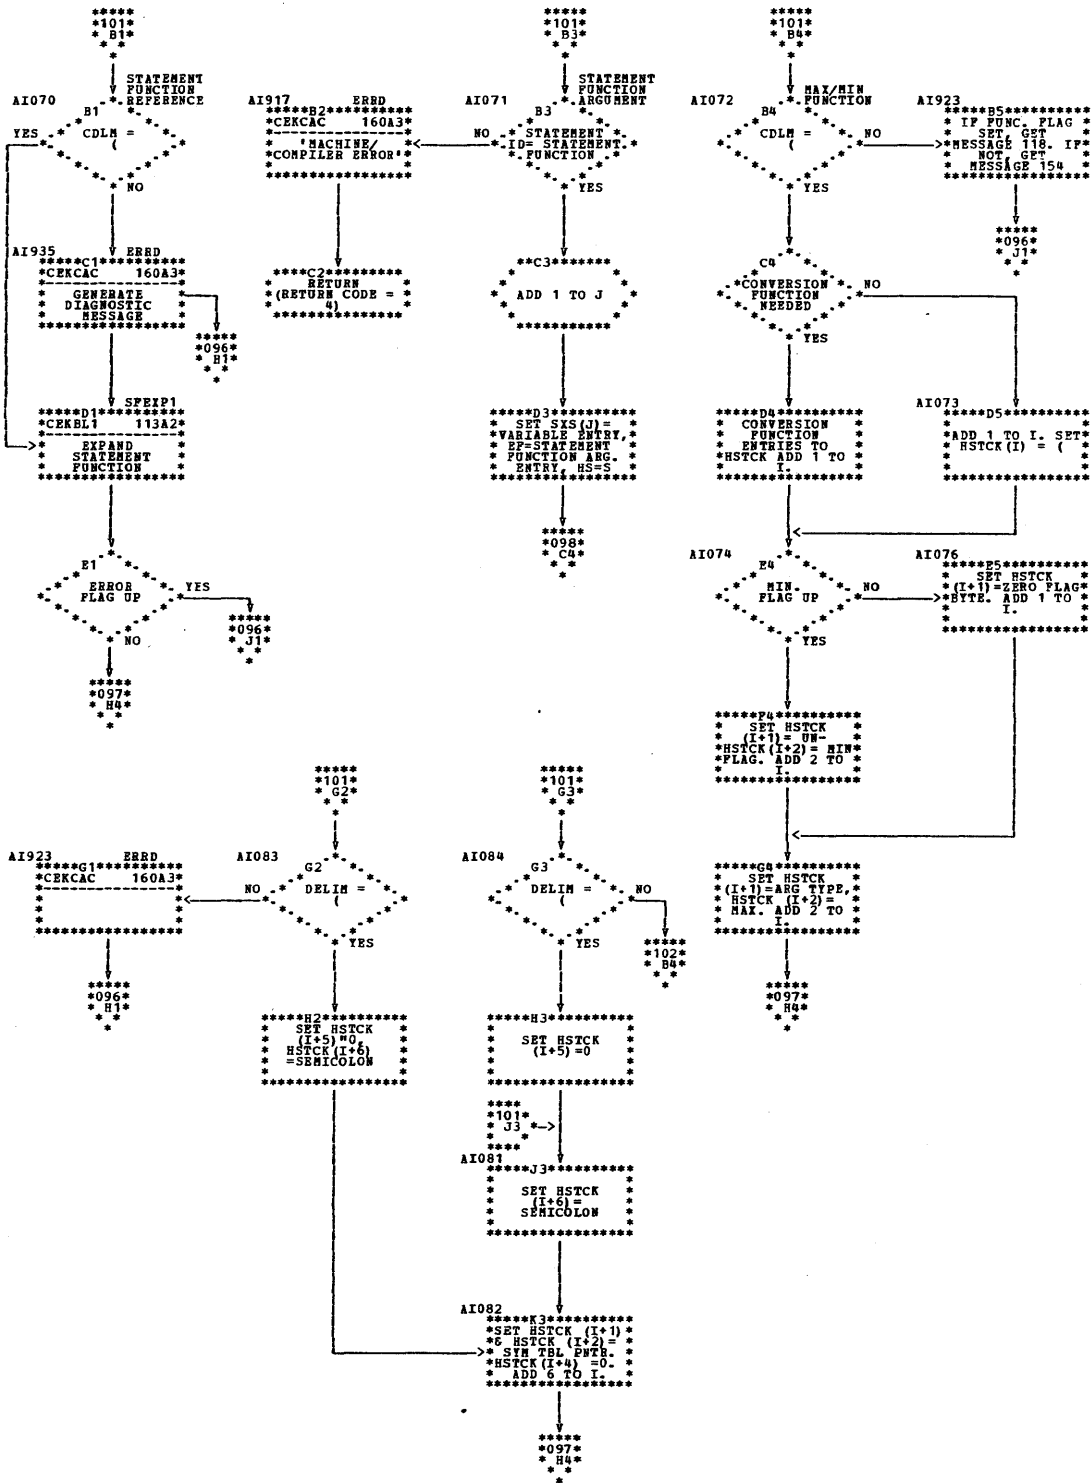 *101*
B1
*101*
B3
*101*
B4
STATEMENT
FUNCTION
REFERENCE
AI070
B1
CDLM =
(
YES
NO
AI917
ERRD
B2
CEKCAC 160A3
'MACHINE/
COMPILER ERROR'
AI071
STATEMENT
FUNCTION
ARGUMENT
B3
STATEMENT
ID= STATEMENT
FUNCTION
NO
YES
AI072
MAX/MIN
FUNCTION
B4
CDLM =
(
NO
YES
AI923
B5
IF FUNC. FLAG
SET, GET
MESSAGE 118. IF
NOT, GET
MESSAGE 154
*096*
J1
AI935
ERRD
C1
CEKCAC 160A3
GENERATE
DIAGNOSTIC
MESSAGE
*096*
H1
C2
RETURN
(RETURN CODE =
4)
C3
ADD 1 TO J
C4
CONVERSION
FUNCTION
NEEDED
NO
YES
SFEXP1
D1
CEKBL1 113A2
EXPAND
STATEMENT
FUNCTION
D3
SET SXS(J)=
VARIABLE ENTRY,
EF=STATEMENT
FUNCTION ARG.
ENTRY, HS=S
*098*
C4
D4
CONVERSION
FUNCTION
ENTRIES TO
HSTCK ADD 1 TO
I.
AI073
D5
ADD 1 TO I. SET
HSTCK(I) = (
E1
ERROR
FLAG UP
YES
NO
*096*
J1
*097*
H4
AI074
E4
MIN.
FLAG UP
NO
YES
AI076
E5
SET HSTCK
(I+1)=ZERO FLAG
BYTE. ADD 1 TO
I.
F4
SET HSTCK
(I+1)= UN-
HSTCK(I+2)= MIN
FLAG. ADD 2 TO
I.
*101*
G2
*101*
G3
AI923
ERRD
G1
CEKCAC 160A3
*096*
H1
AI083
G2
DELIM =
(
NO
YES
AI084
G3
DELIM =
(
NO
YES
*102*
B4
G4
SET HSTCK
(I+1)=ARG TYPE,
HSTCK (I+2)=
MAX. ADD 2 TO
I.
*097*
H4
H2
SET HSTCK
(I+5)"0,
HSTCK(I+6)
=SEMICOLON
H3
SET HSTCK
(I+5)=0
*101*
J3
AI081
J3
SET HSTCK
(I+6)=
SEMICOLON
AI082
K3
SET HSTCK (I+1)
& HSTCK (I+2)=
SYM TBL PNTR.
HSTCK(I+4) =0.
ADD 6 TO I.
*097*
H4